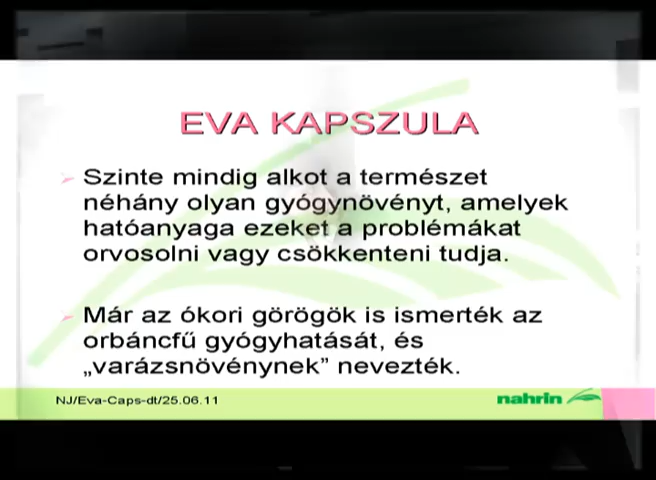 EVA KAPSZULA
Szinte mindig alkot a természet
néhány olyan gyógynövényt, amelyek
hatóanyaga ezeket a problémákat
orvosolni vagy csökkenteni tudja.
Már az ókori görögök is ismerték az
orbáncfű gyógyhatását, és
„varázsnövénynek” nevezték.
NJ/Eva-Caps-dt/25.06.11
nahrin